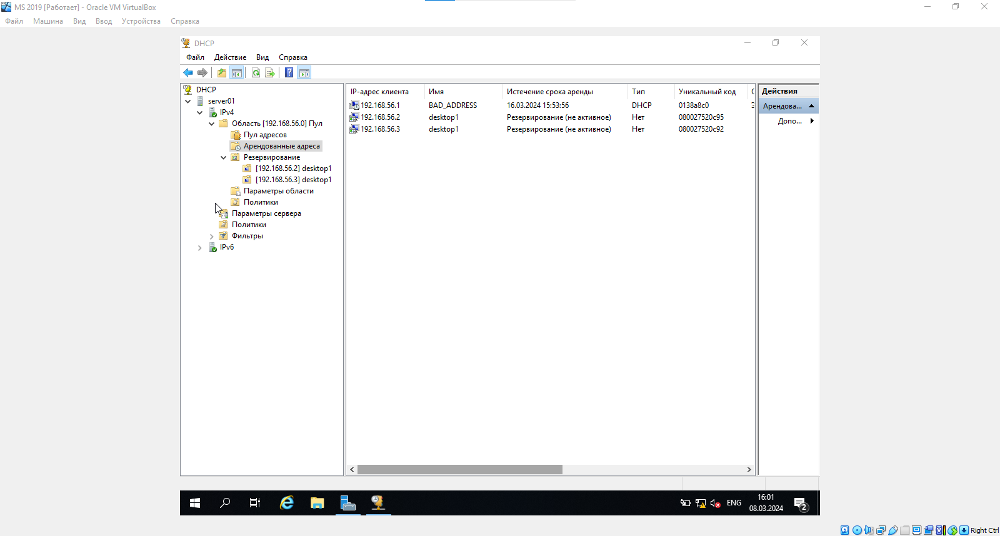 MS 2019 [Работает] - Oracle VM VirtualBox
Файл Машина Вид Ввод Устройства Справка
DHCP
Файл Действие Вид Справка
DHCP
server01
IPv4
Область [192.168.56.0] Пул
Пул адресов
Арендованные адреса
Резервирование
[192.168.56.2] desktop1
[192.168.56.3] desktop1
Параметры области
Политики
Параметры сервера
Политики
Фильтры
IPv6
IP-адрес клиента Имя Истечение срока аренды Тип Уникальный код
192.168.56.1 BAD_ADDRESS 16.03.2024 15:53:56 DHCP 0138a8c0
192.168.56.2 desktop1 Резервирование (не активное) Нет 080027520c95
192.168.56.3 desktop1 Резервирование (не активное) Нет 080027520c92
Действия
Арендова...
Допо...
ENG
16:01
08.03.2024
2
Right Ctrl